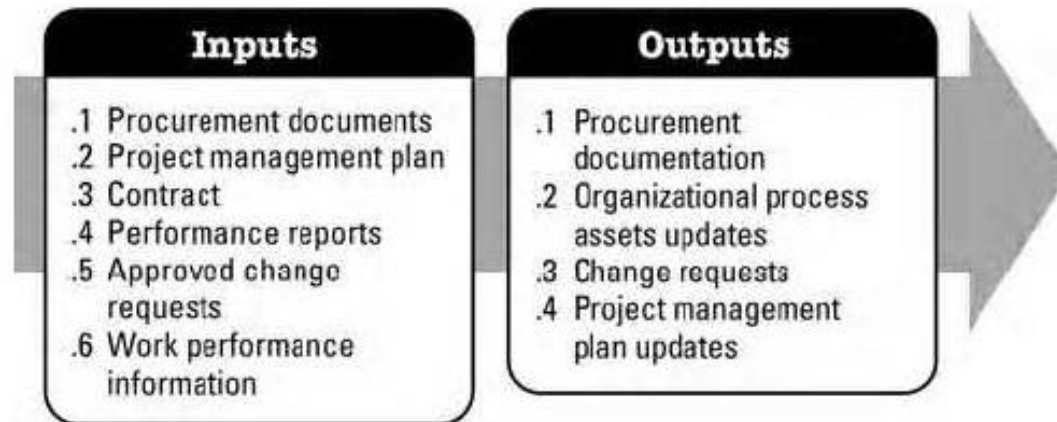 Inputs
.1 Procurement documents
.2 Project management plan
.3 Contract
.4 Performance reports
.5 Approved change
requests
.6 Work performance
information
Outputs
.1 Procurement
documentation
.2 Organizational process
assets updates
.3 Change requests
.4 Project management
plan updates